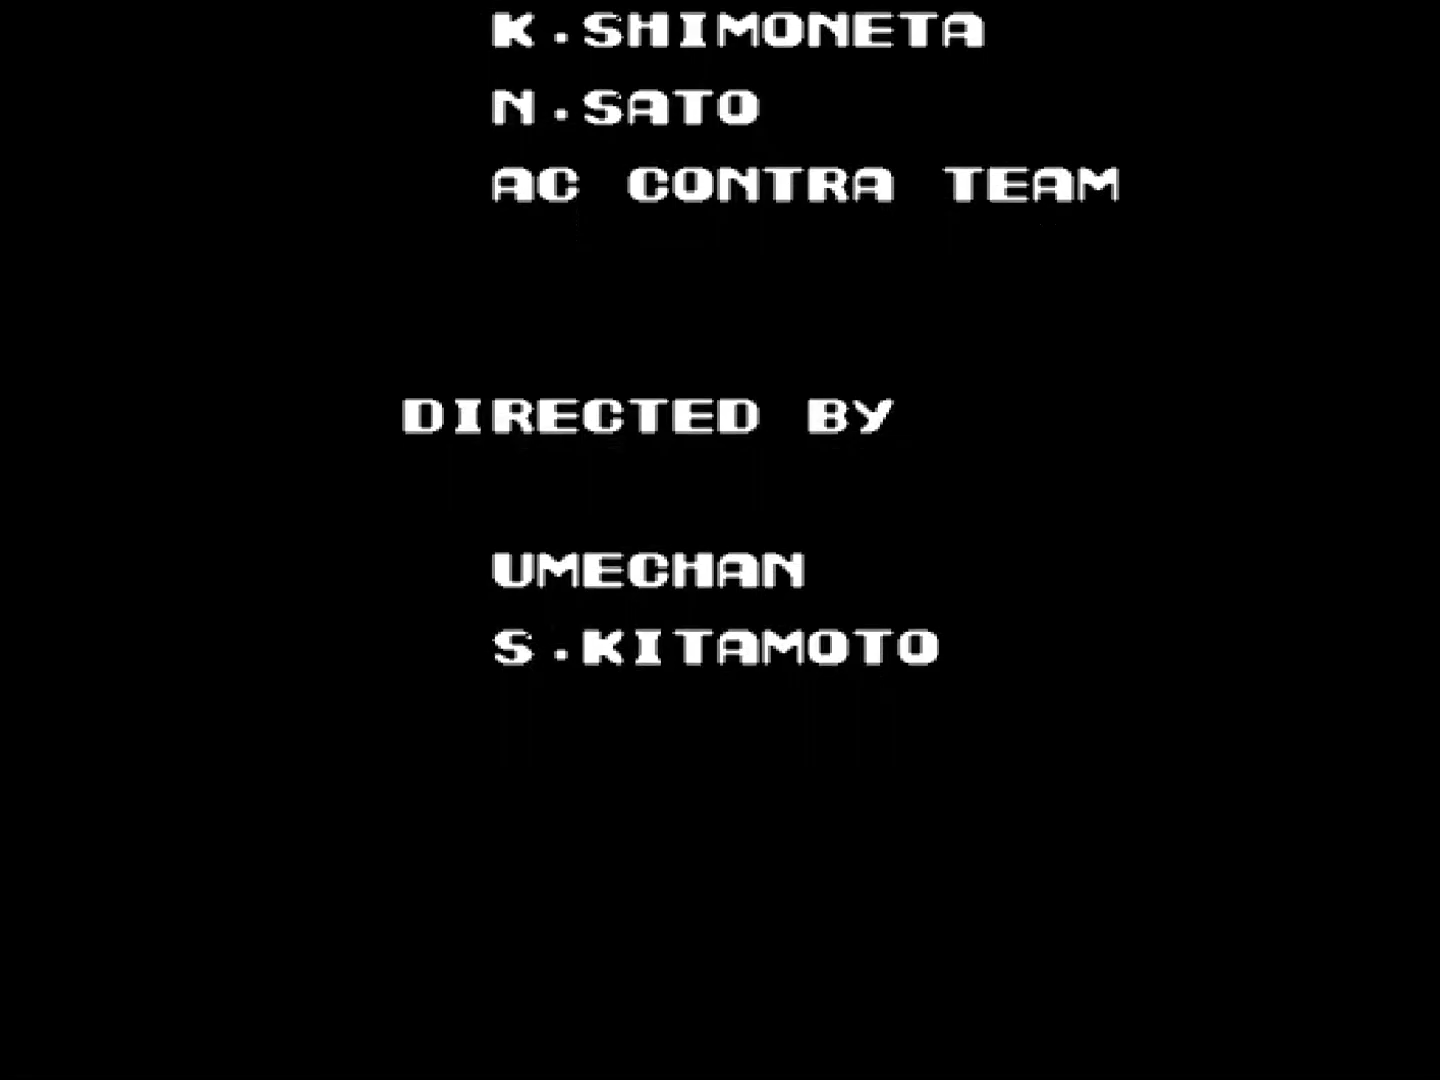 K.SHIMONETA
N.SATO
AC CONTRA TEAM
DIRECTED BY
UMECHAN
S.KITAMOTO